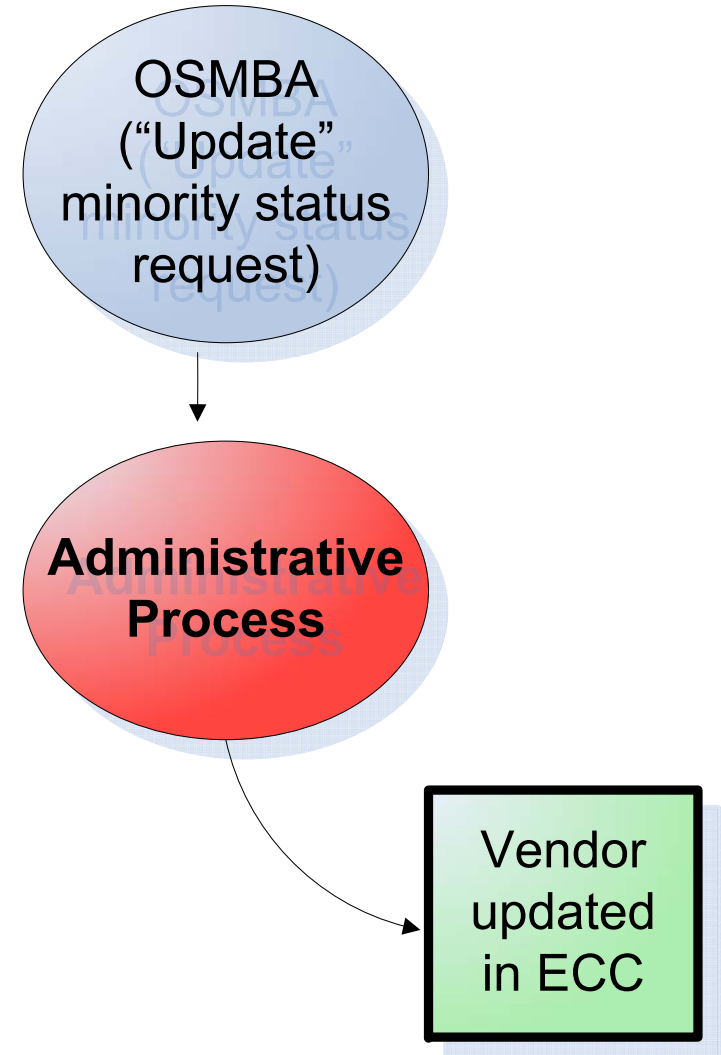 OSMBA
(“Update”
minority status
request)
Administrative
Process
Vendor
updated
in ECC